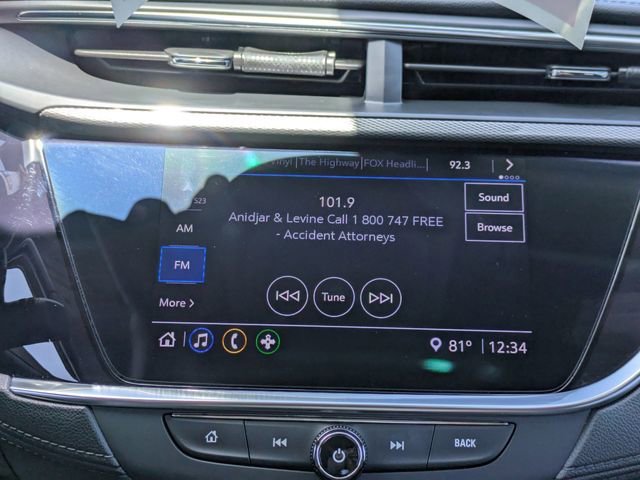 Vinyl | The Highway | FOX Headli... | 92.3
S23
Sound
101.9
Anidjar & Levine Call 1 800 747 FREE
- Accident Attorneys
Browse
AM
FM
Tune
More >
81° | 12:34
BACK